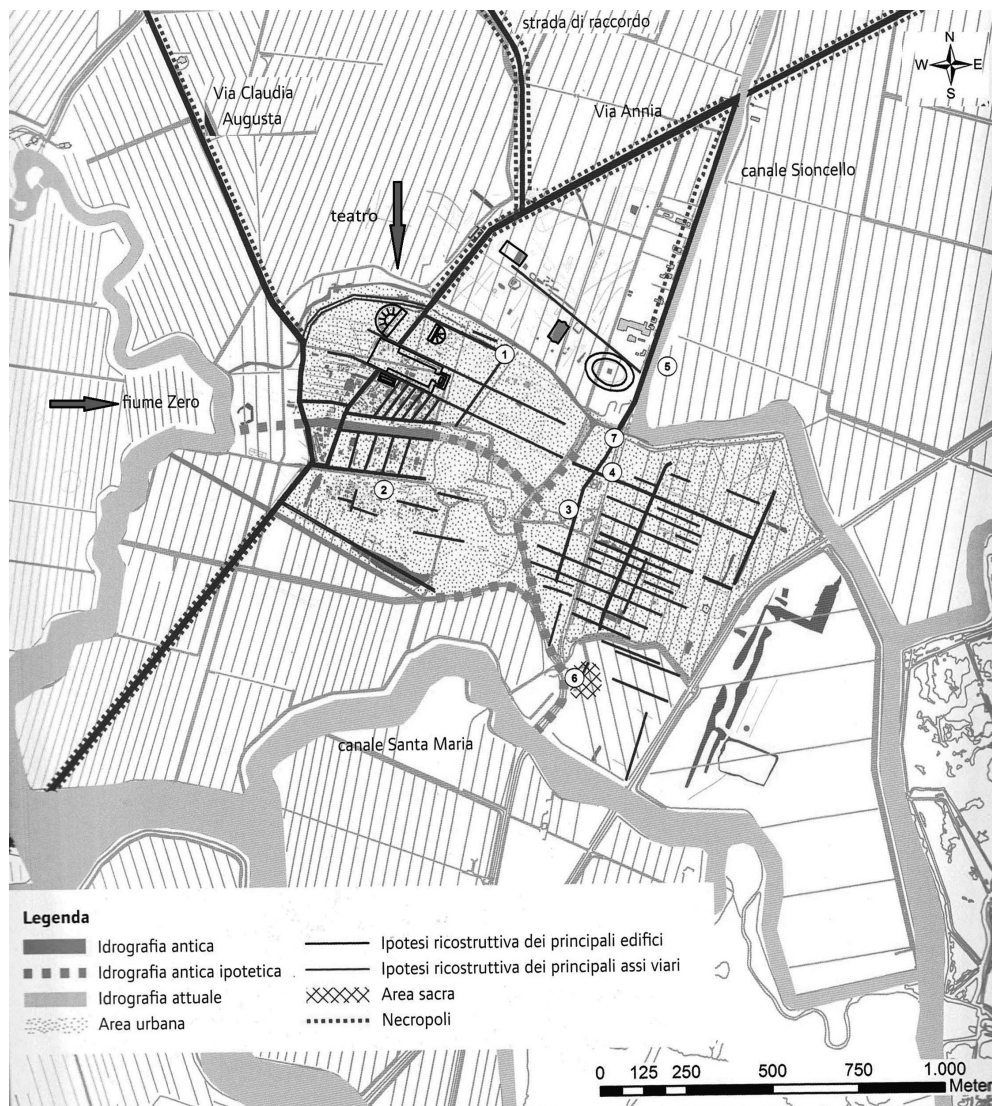 strada di raccordo
N
W E
S
Via Claudia
Augusta
Via Annia
canale Sioncello
teatro
1
5
fiume Zero
7
4
2
3
6
canale Santa Maria
Legenda
Idrografia antica
Idrografia antica ipotetica
Idrografia attuale
Area urbana
Ipotesi ricostruttiva dei principali edifici
Ipotesi ricostruttiva dei principali assi viari
Area sacra
Necropoli
0 125 250 500 750 1.000
Meter